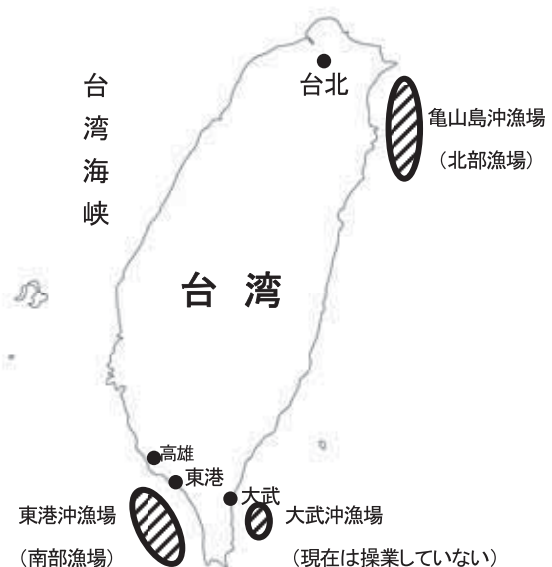 台北
台湾海峡
亀山島沖漁場
（北部漁場）
台湾
高雄
東港
大武
東港沖漁場
（南部漁場）
大武沖漁場
（現在は操業していない）